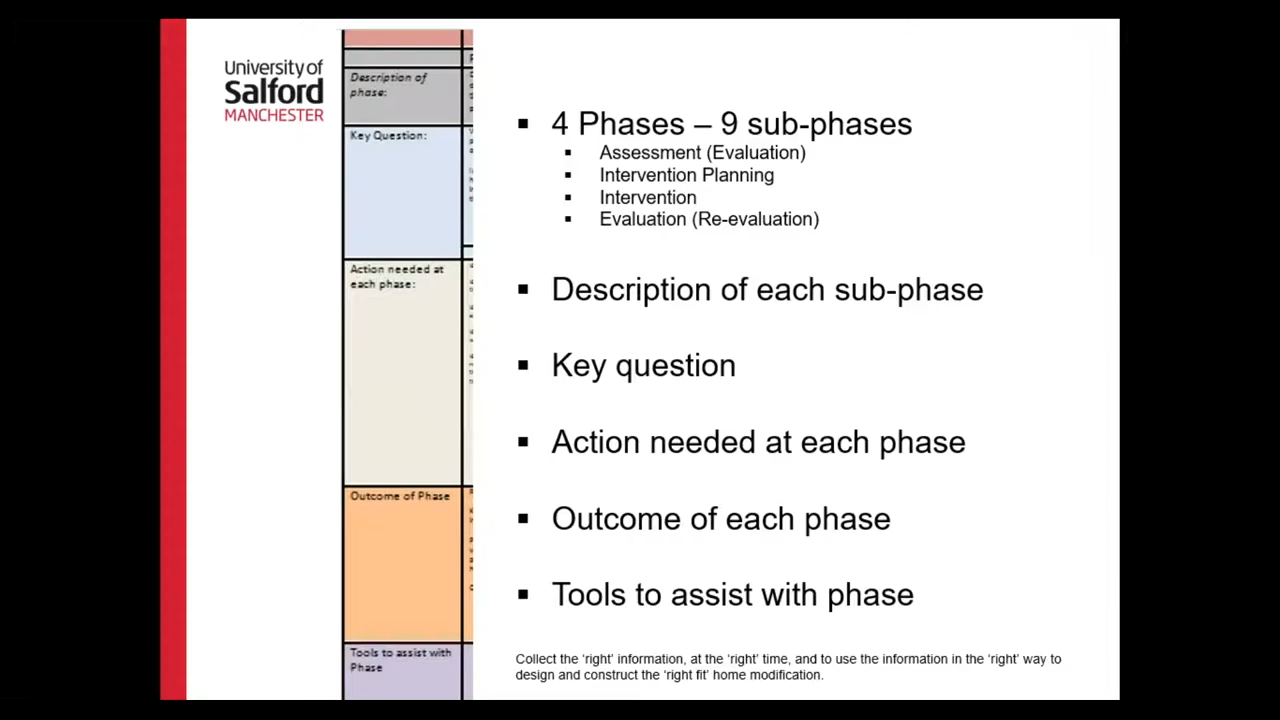 University of
Salford
MANCHESTER
Description of
phase:
Key Question:
Action needed at
each phase:
Outcome of Phase
Tools to assist with
Phase
▪ 4 Phases – 9 sub-phases
▪ Assessment (Evaluation)
▪ Intervention Planning
▪ Intervention
▪ Evaluation (Re-evaluation)
▪ Description of each sub-phase
▪ Key question
▪ Action needed at each phase
▪ Outcome of each phase
▪ Tools to assist with phase
Collect the ‘right’ information, at the ‘right’ time, and to use the information in the ‘right’ way to
design and construct the ‘right fit’ home modification.